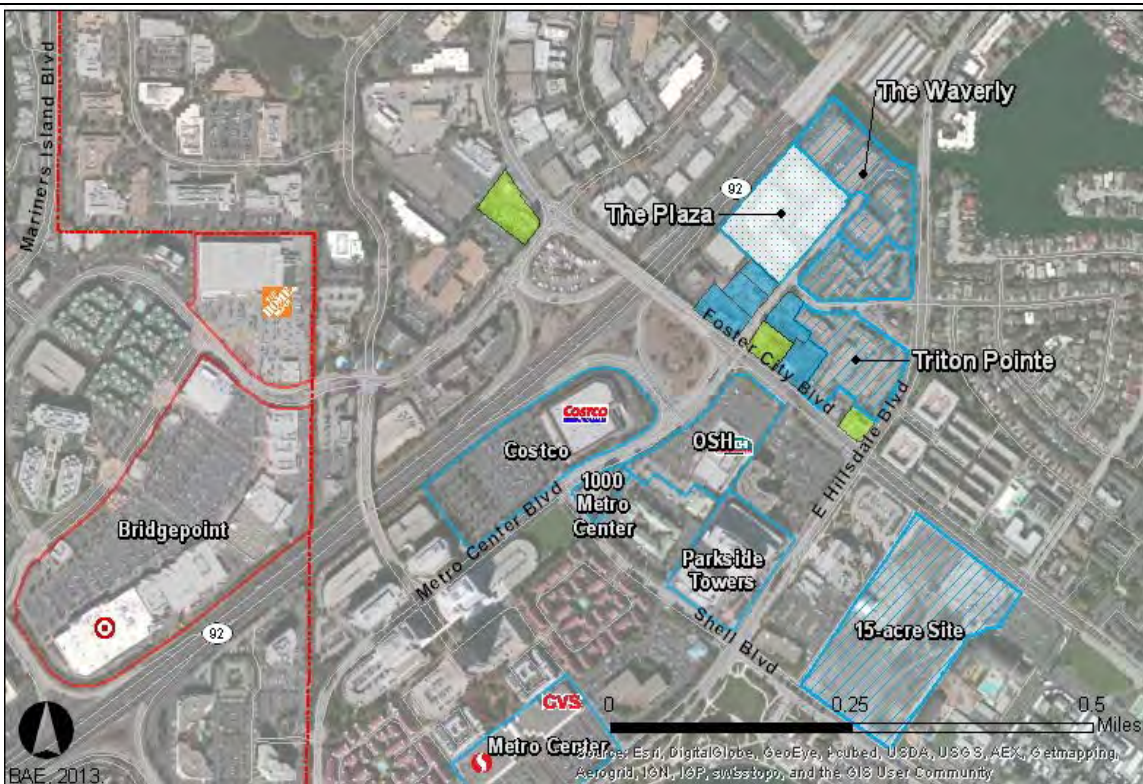 Mariners Island Blvd
The Waverly
92
The Plaza
Foster City Blvd
Triton Pointe
Costco
Costco
OSH
1000
Metro
Center
E Hillsdale Blvd
Bridgepoint
Metro Center Blvd
Parkside
Towers
92
Shell Blvd
15-acre Site
CVS
0 0.25 0.5
Miles
Metro Center
Source: Esri, DigitalGlobe, GeoEye, i-cubed, USDA, USGS, AEX, Getmapping,
Aerogrid, IGN, IGP, swisstopo, and the GIS User Community
BAE, 2013.